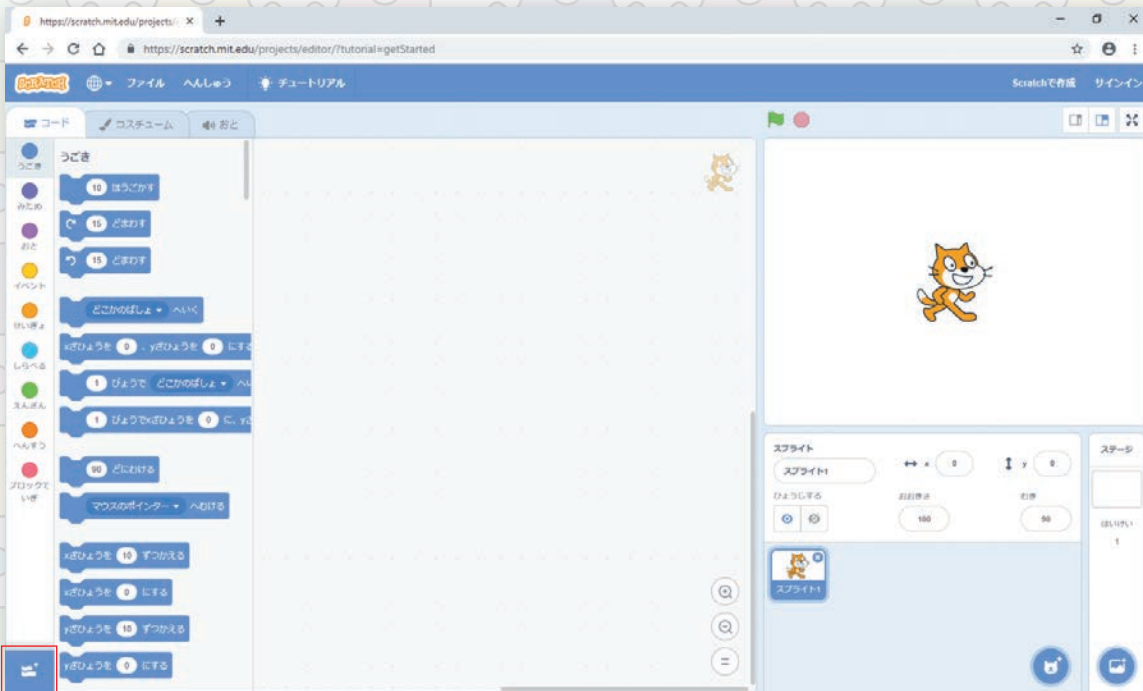 https://scratch.mit.edu/projects/
https://scratch.mit.edu/projects/editor/?tutorial=getStarted
SCRATCH
ファイル
へんしゅう
チュートリアル
Scratchで作成
サインイン
コード
コスチューム
おと
うごき
みため
おと
イベント
せいぎょ
しらべる
えんざん
へんすう
ブロックて
いぎ
うごき
10 ほうごかす
15 どまわす
15 どまわす
どこかのばしょ へいく
xざひょうを 0 、yざひょうを 0 にする
1 びょうで どこかのばしょ へい
1 びょうでxざひょうを 0 に、yざ
90 どにむける
マウスのポインター へむける
xざひょうを 10 ずつかえる
xざひょうを 0 にする
yざひょうを 10 ずつかえる
yざひょうを 0 にする
スプライト
スプライト1
x 0
y 0
ひょうじする
おおきさ
100
むき
90
スプライト1
ステージ
はいけい
1